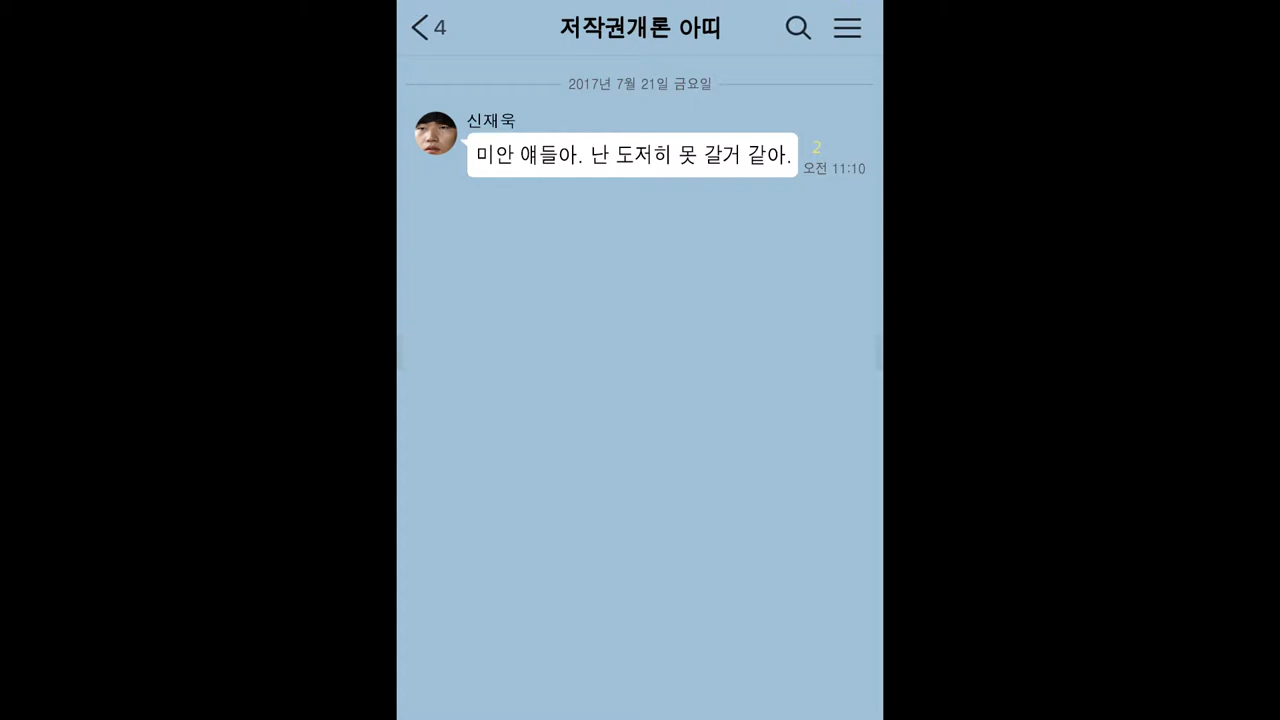 4
저작권개론 아띠
2017년 7월 21일 금요일
신재욱
미안 얘들아. 난 도저히 못 갈거 같아.
2
오전 11:10